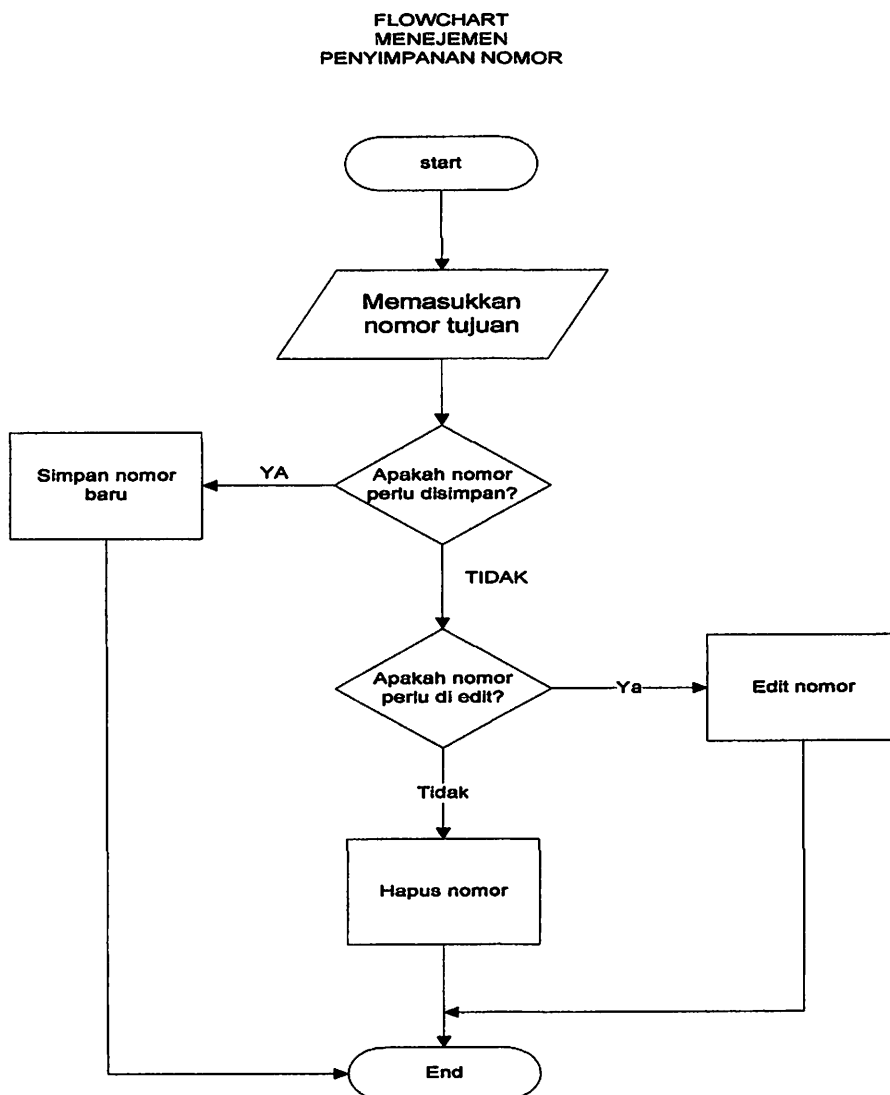 FLOWCHART
MENEJEMEN
PENYIMPANAN NOMOR
start
Memasukkan
nomor tujuan
Apakah nomor
perlu disimpan?
YA
Simpan nomor
baru
TIDAK
Apakah nomor
perlu di edit?
Ya
Edit nomor
Tidak
Hapus nomor
End